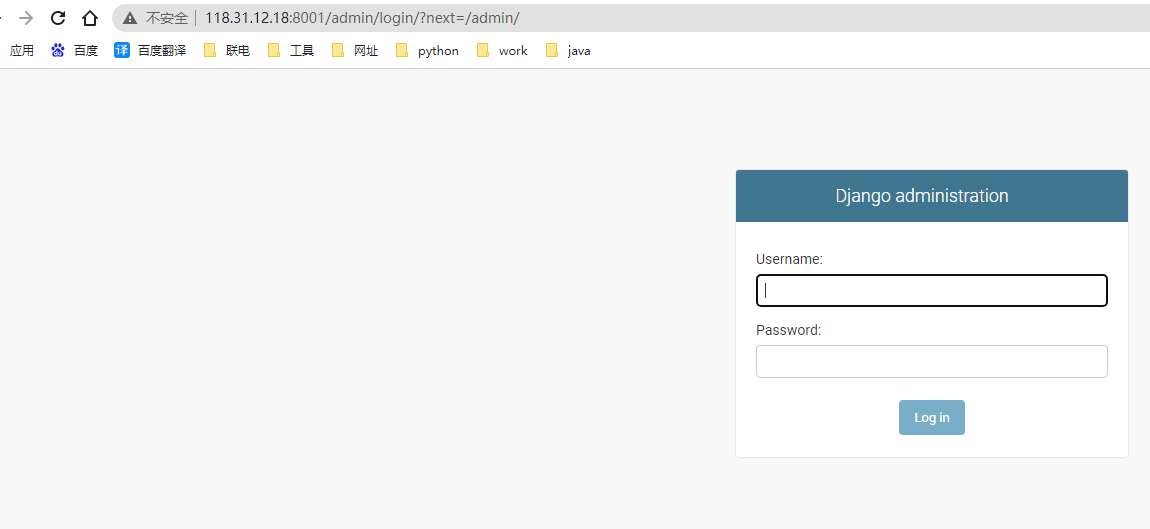 不安全 118.31.12.18:8001/admin/login/?next=/admin/
应用 百度 译 百度翻译 联电 工具 网址 python work java
Django administration
Username:
Password:
Log in